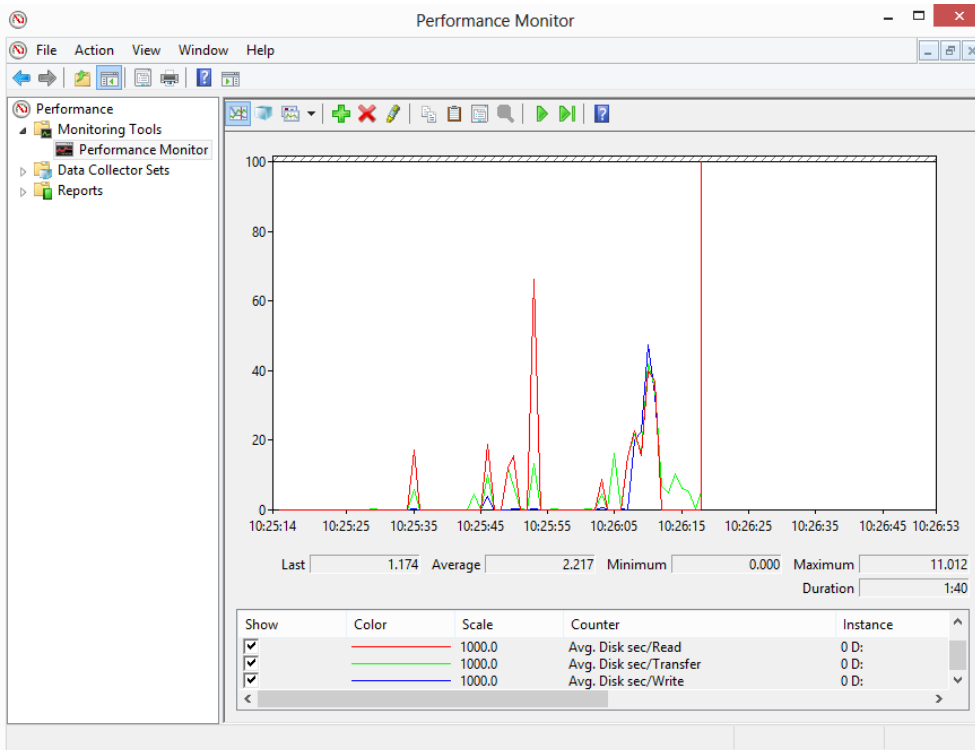 Performance Monitor
File Action View Window Help
Performance
Monitoring Tools
Performance Monitor
Data Collector Sets
Reports
100
80
60
40
20
0
10:25:14 10:25:25 10:25:35 10:25:45 10:25:55 10:26:05 10:26:15 10:26:25 10:26:35 10:26:45 10:26:53
Last 1.174 Average 2.217 Minimum 0.000 Maximum 11.012
Duration 1:40
Show Color Scale Counter Instance
1000.0 Avg. Disk sec/Read 0 D:
1000.0 Avg. Disk sec/Transfer 0 D:
1000.0 Avg. Disk sec/Write 0 D: